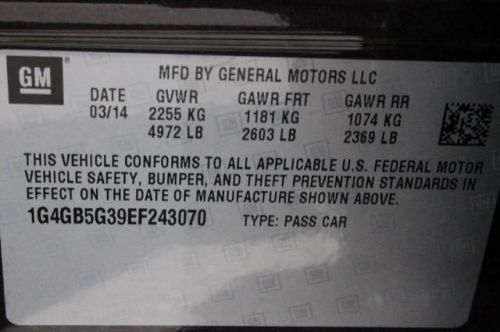 GM
MFD BY GENERAL MOTORS LLC
DATE GVWR GAWR FRT GAWR RR
03/14 2255 KG 1181 KG 1074 KG
4972 LB 2603 LB 2369 LB
THIS VEHICLE CONFORMS TO ALL APPLICABLE U.S. FEDERAL MOTOR
VEHICLE SAFETY, BUMPER, AND THEFT PREVENTION STANDARDS IN
EFFECT ON THE DATE OF MANUFACTURE SHOWN ABOVE.
1G4GB5G39EF243070 TYPE: PASS CAR